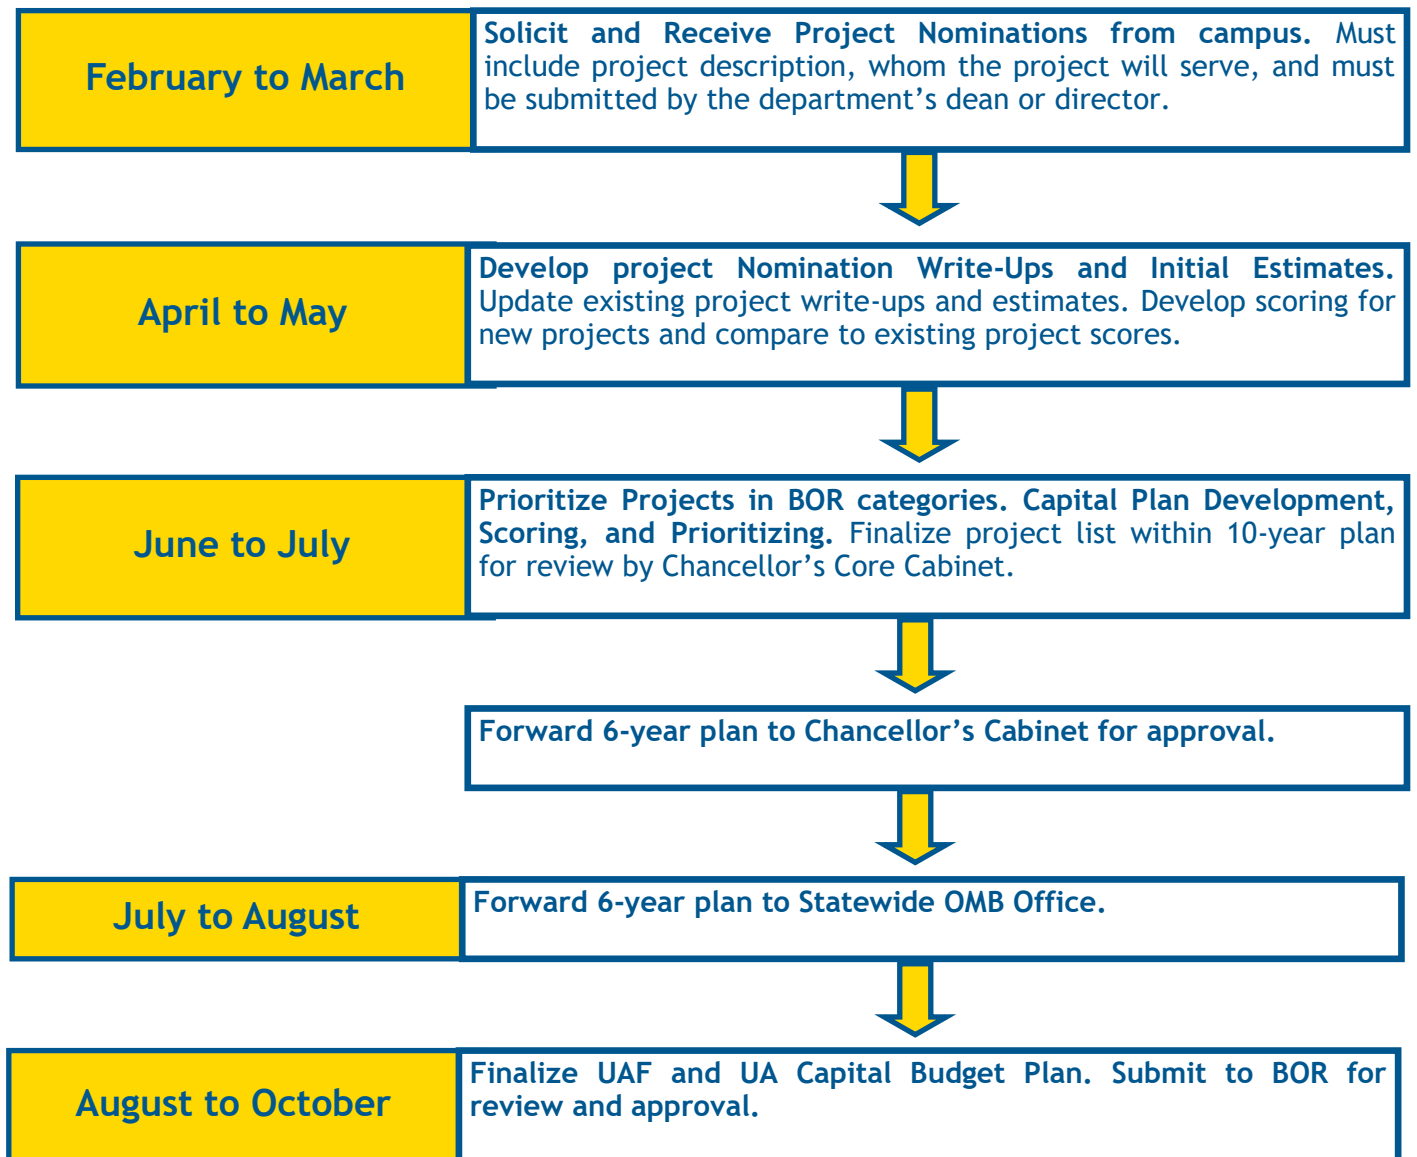 February to March
Solicit and Receive Project Nominations from campus. Must
include project description, whom the project will serve, and must
be submitted by the department’s dean or director.
April to May
Develop project Nomination Write-Ups and Initial Estimates.
Update existing project write-ups and estimates. Develop scoring for
new projects and compare to existing project scores.
June to July
Prioritize Projects in BOR categories. Capital Plan Development,
Scoring, and Prioritizing. Finalize project list within 10-year plan
for review by Chancellor’s Core Cabinet.
Forward 6-year plan to Chancellor’s Cabinet for approval.
July to August
Forward 6-year plan to Statewide OMB Office.
August to October
Finalize UAF and UA Capital Budget Plan. Submit to BOR for
review and approval.